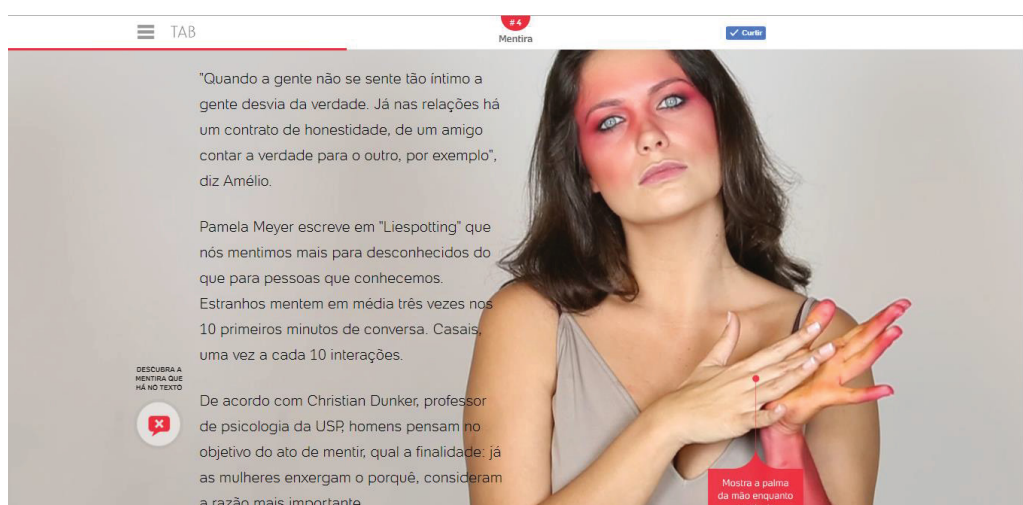 TAB
#4
Mentira
Curtir
"Quando a gente não se sente tão íntimo a
gente desvia da verdade. Já nas relações há
um contrato de honestidade, de um amigo
contar a verdade para o outro, por exemplo",
diz Amélio.
Pamela Meyer escreve em "Liespotting" que
nós mentimos mais para desconhecidos do
que para pessoas que conhecemos.
Estranhos mentem em média três vezes nos
10 primeiros minutos de conversa. Casais,
uma vez a cada 10 interações.
DESCUBRA A
MENTIRA QUE
HÁ NO TEXTO
De acordo com Christian Dunker, professor
de psicologia da USP, homens pensam no
objetivo do ato de mentir, qual a finalidade: já
as mulheres enxergam o porquê, consideram
a razão mais importante.
Mostra a palma
da mão enquanto